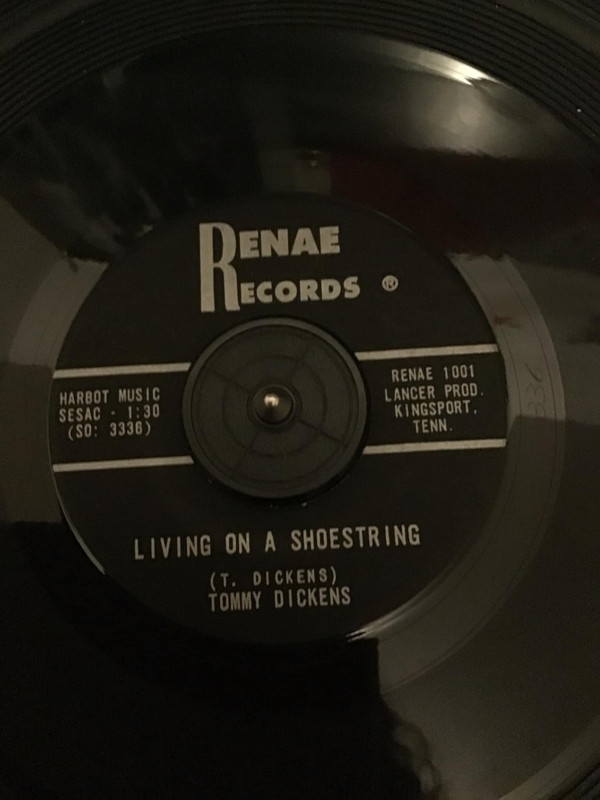 RENAE
RECORDS ®
HARBOT MUSIC
SESAC - 1:30
(SO: 3336)
RENAE 1001
LANCER PROD.
KINGSPORT,
TENN.
LIVING ON A SHOESTRING
(T. DICKENS)
TOMMY DICKENS